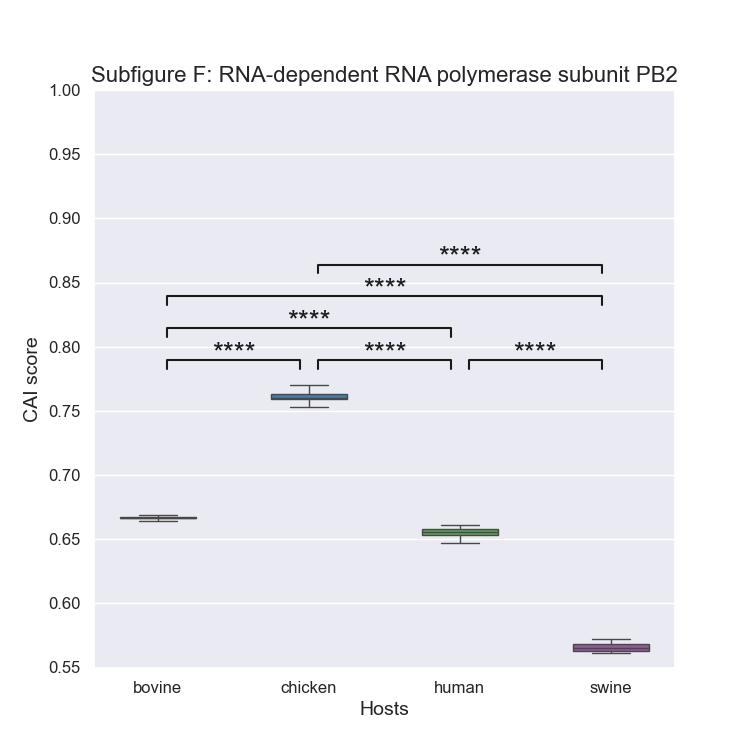 Subfigure F: RNA-dependent RNA polymerase subunit PB2
1.00
0.95
0.90
0.85
0.80
0.75
0.70
0.65
0.60
0.55
CAI score
****
****
****
**** **** ****
bovine chicken human swine
Hosts